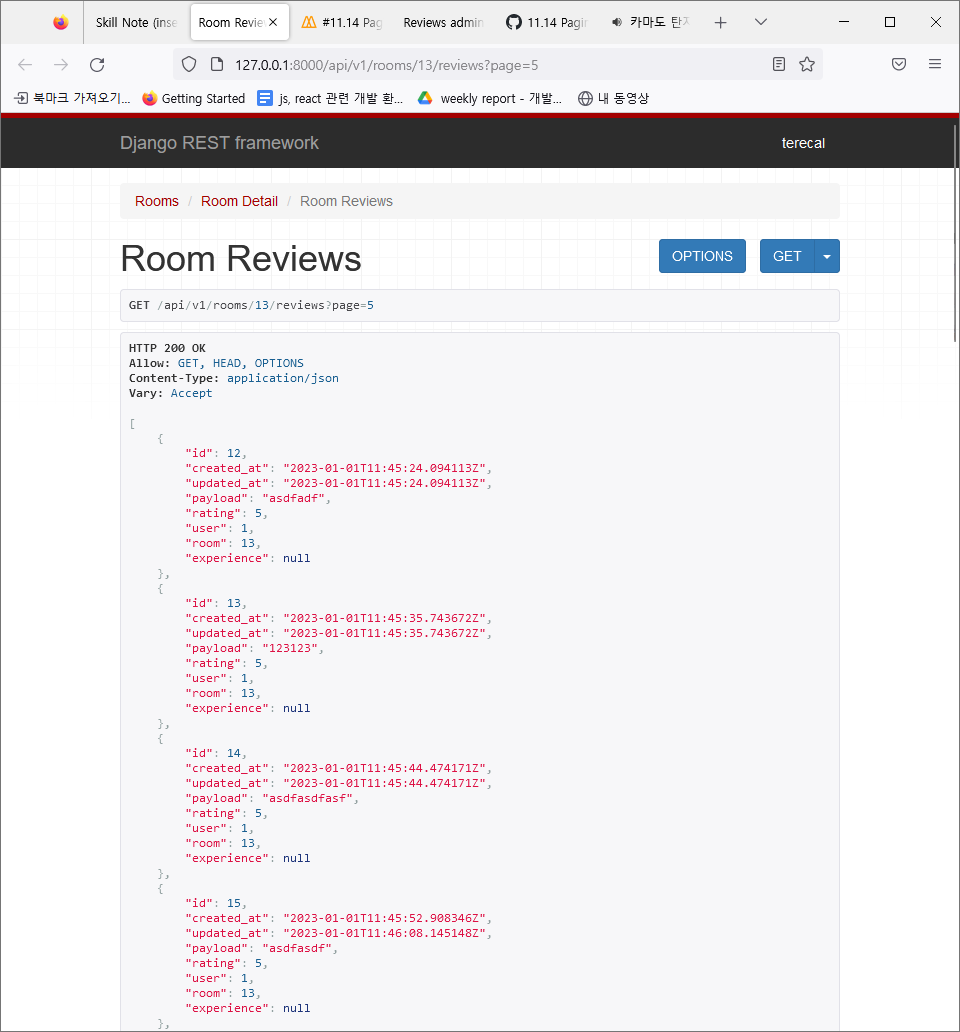 Skill Note (inse
Room Revie
#11.14 Pag
Reviews admin
11.14 Pagin
카마도 탄지
127.0.0.1:8000/api/v1/rooms/13/reviews?page=5
북마크 가져오기...
Getting Started
js, react 관련 개발 환...
weekly report - 개발...
내 동영상
Django REST framework
terecal
Rooms / Room Detail / Room Reviews
Room Reviews
OPTIONS
GET
GET /api/v1/rooms/13/reviews?page=5
HTTP 200 OK
Allow: GET, HEAD, OPTIONS
Content-Type: application/json
Vary: Accept
[
{
"id": 12,
"created_at": "2023-01-01T11:45:24.094113Z",
"updated_at": "2023-01-01T11:45:24.094113Z",
"payload": "asdfadf",
"rating": 5,
"user": 1,
"room": 13,
"experience": null
},
{
"id": 13,
"created_at": "2023-01-01T11:45:35.743672Z",
"updated_at": "2023-01-01T11:45:35.743672Z",
"payload": "123123",
"rating": 5,
"user": 1,
"room": 13,
"experience": null
},
{
"id": 14,
"created_at": "2023-01-01T11:45:44.474171Z",
"updated_at": "2023-01-01T11:45:44.474171Z",
"payload": "asdfasdfasf",
"rating": 5,
"user": 1,
"room": 13,
"experience": null
},
{
"id": 15,
"created_at": "2023-01-01T11:45:52.908346Z",
"updated_at": "2023-01-01T11:46:08.145148Z",
"payload": "asdfasdf",
"rating": 5,
"user": 1,
"room": 13,
"experience": null
},